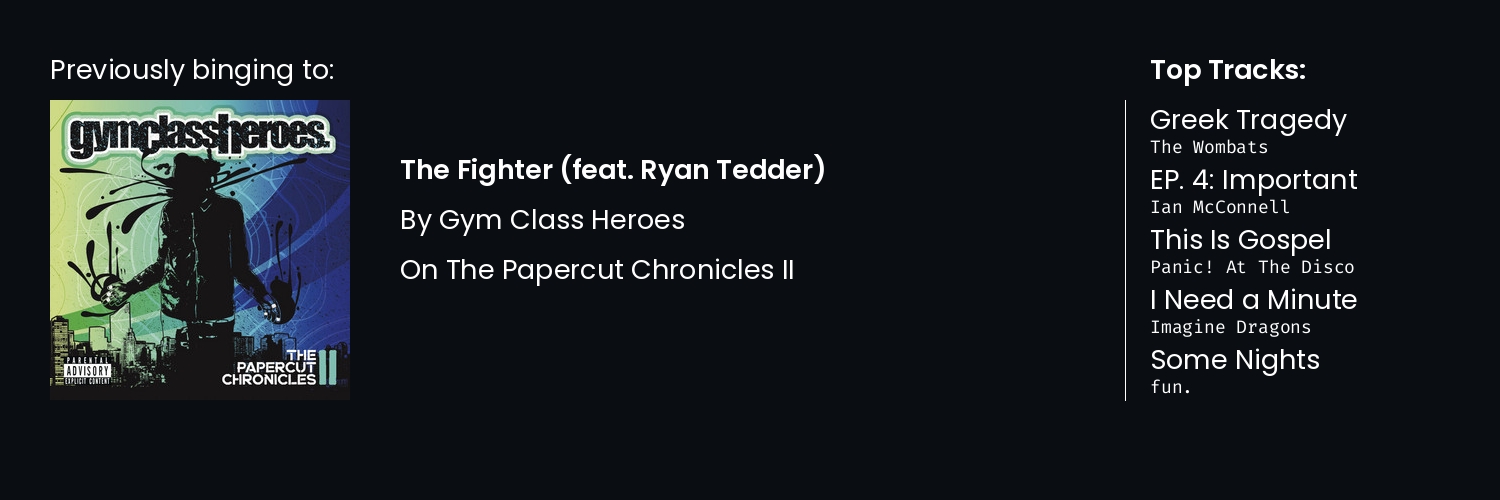 Previously binging to:
gymclassheroes.
THE
PAPERCUT
CHRONICLES II
PARENTAL
ADVISORY
EXPLICIT CONTENT
The Fighter (feat. Ryan Tedder)
By Gym Class Heroes
On The Papercut Chronicles II
Top Tracks:
Greek Tragedy
The Wombats
EP. 4: Important
Ian McConnell
This Is Gospel
Panic! At The Disco
I Need a Minute
Imagine Dragons
Some Nights
fun.